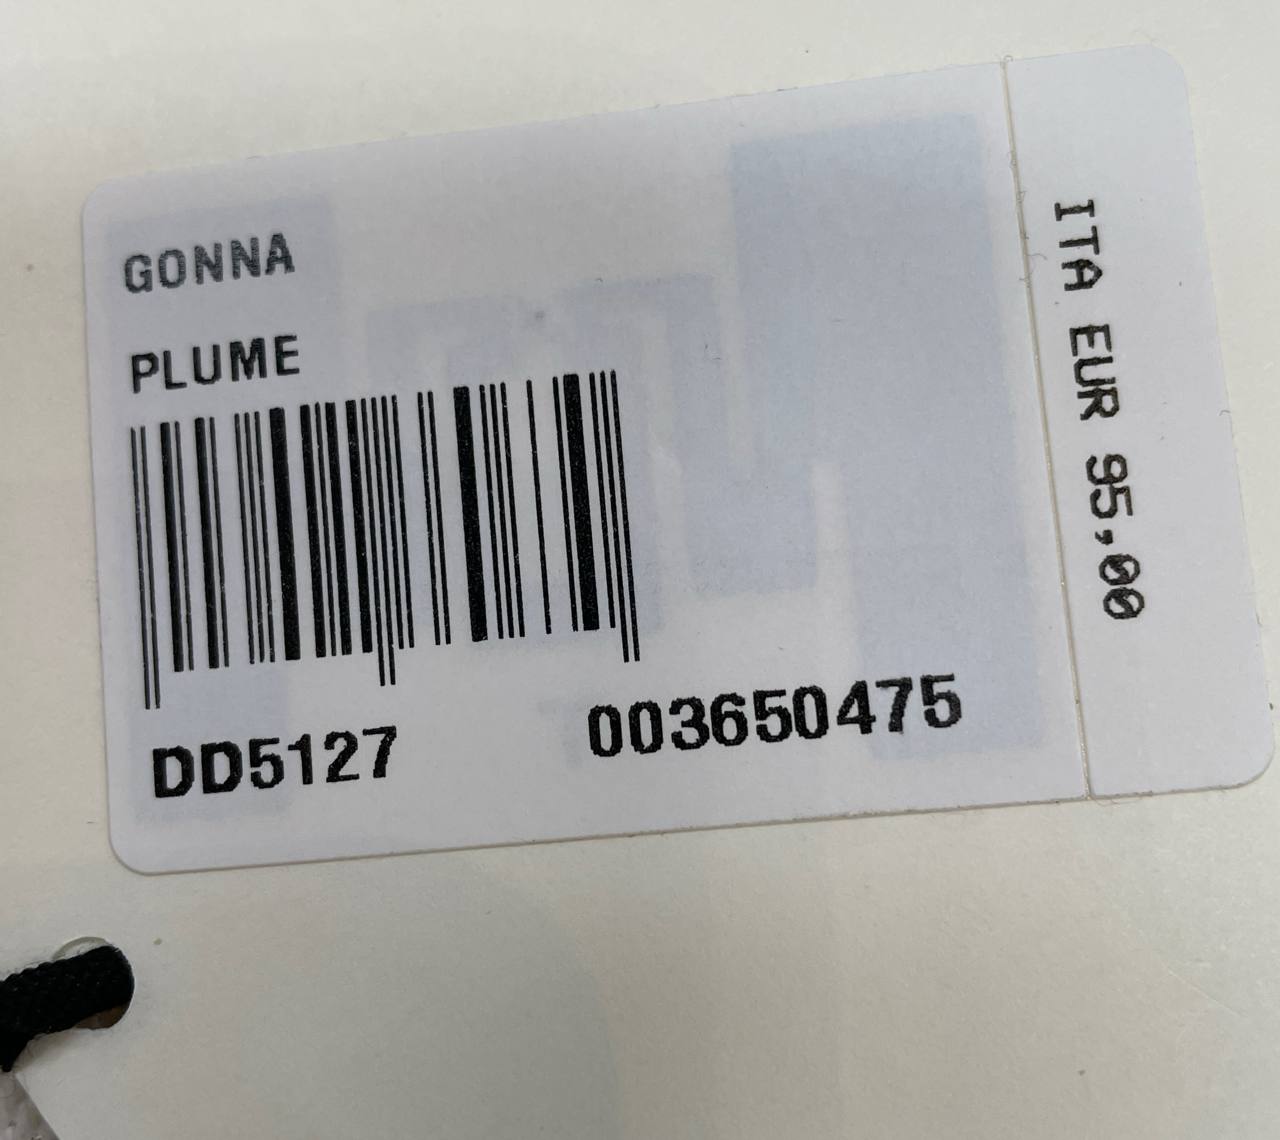 GONNA
PLUME
DD5127
003650475
ITA EUR 95,00